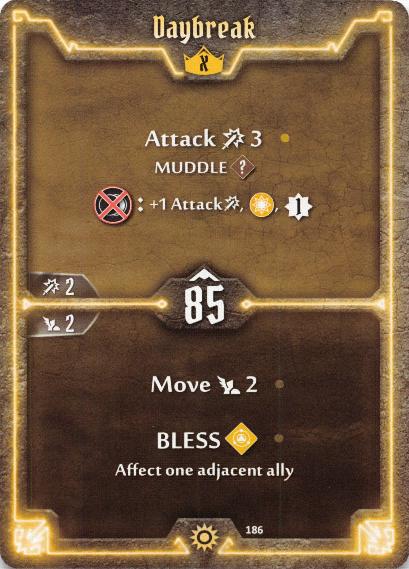 Daybreak
X
Attack 3
MUDDLE ?
: +1 Attack, , 1
2
85
2
Move 2
BLESS
Affect one adjacent ally
186